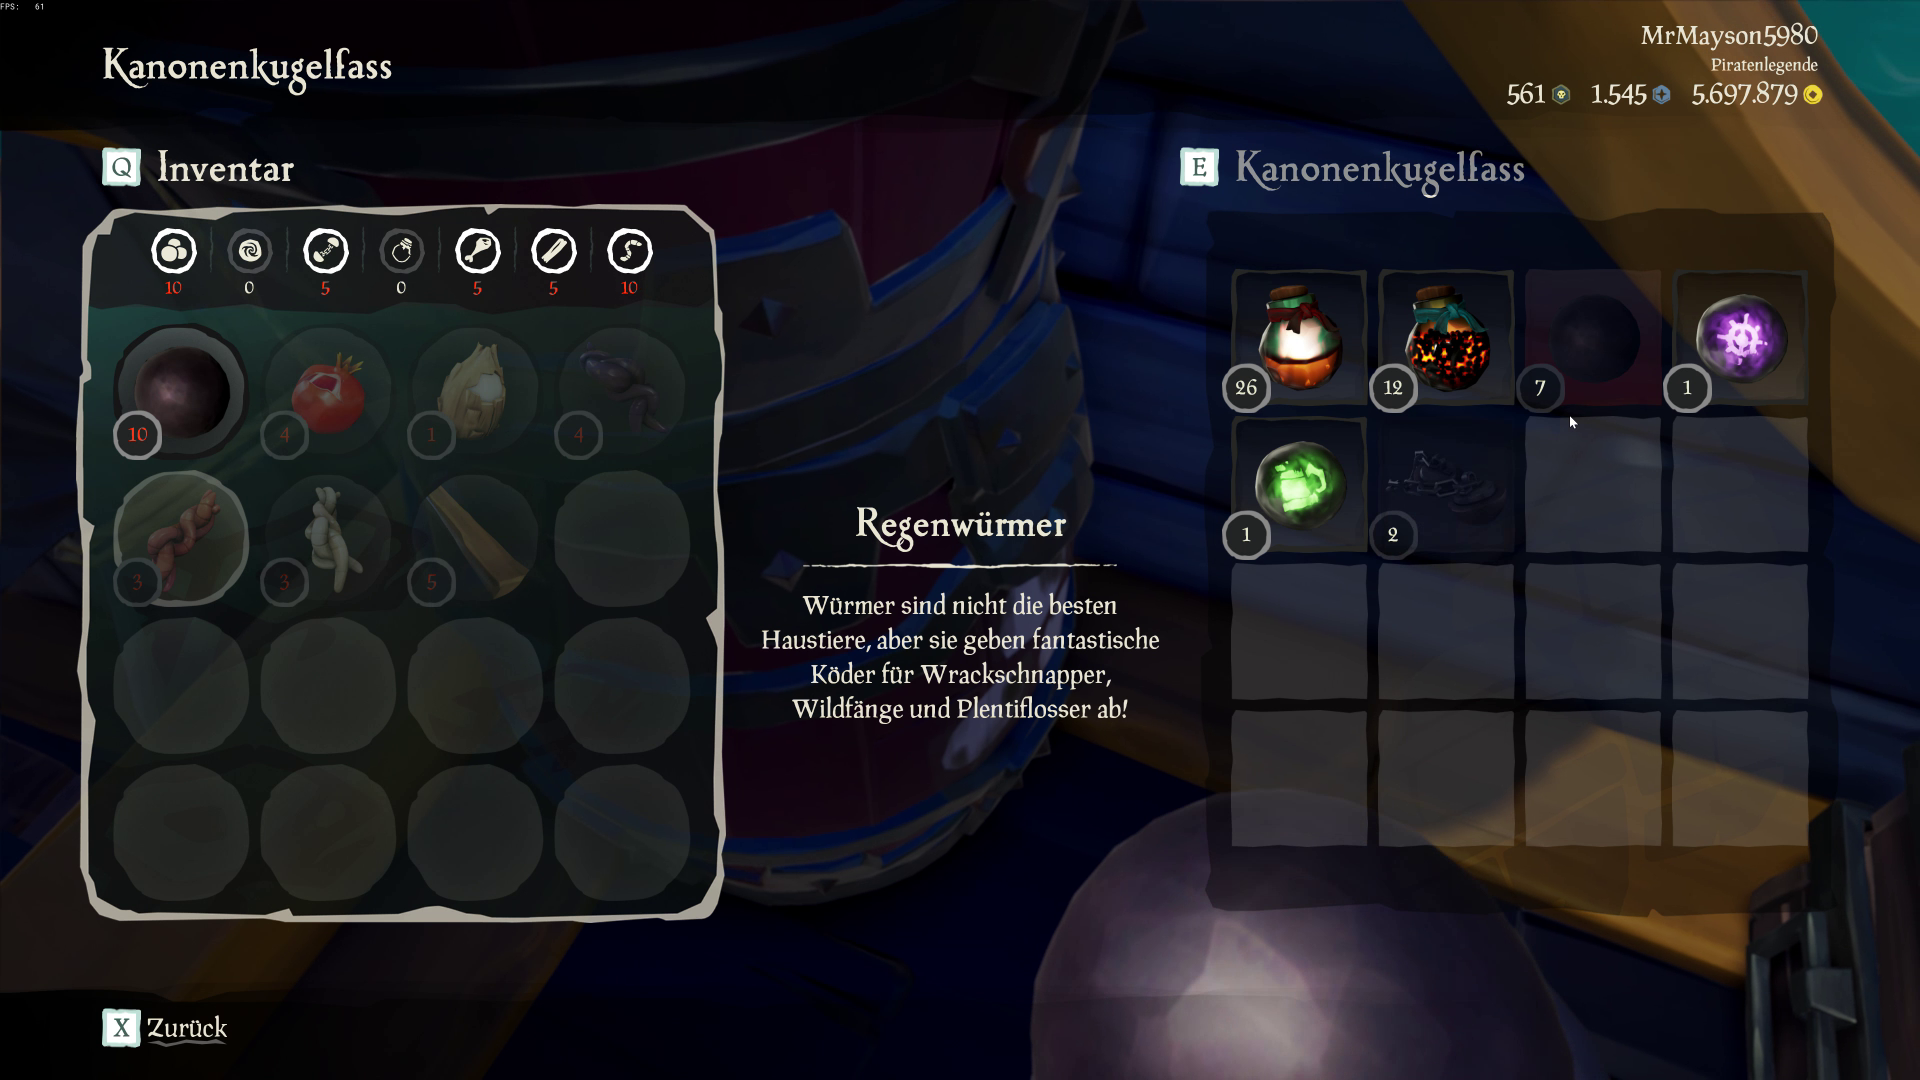 FPS: 61
Kanonenkugelfass
MrMayson5980
Piratenlegende
561 1.545 5.697.879
Q Inventar
E Kanonenkugelfass
10 0 5 0 5 5 10
10 4 1 4
3 3 5
26 12 7 1
1 2
Regenwürmer
Würmer sind nicht die besten
Haustiere, aber sie geben fantastische
Köder für Wrackschnapper,
Wildfänge und Plentiflosser ab!
X Zurück